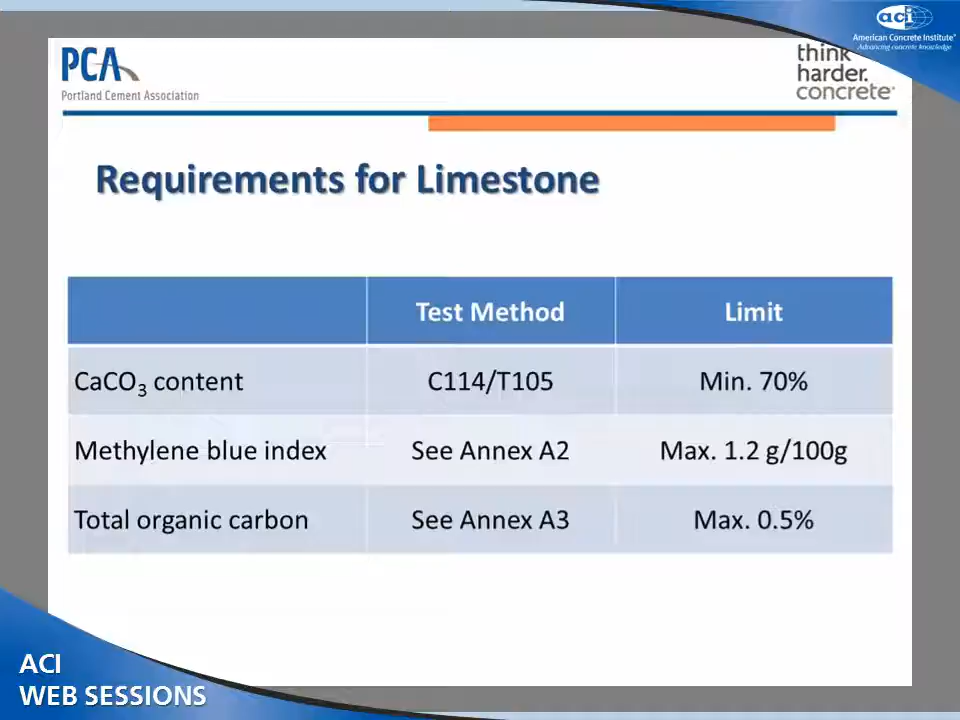 aci
American Concrete Institute®
Advancing concrete knowledge
PCA
Portland Cement Association
think
harder.
concrete
Requirements for Limestone
Test Method Limit
CaCO₃ content C114/T105 Min. 70%
Methylene blue index See Annex A2 Max. 1.2 g/100g
Total organic carbon See Annex A3 Max. 0.5%
ACI
WEB SESSIONS